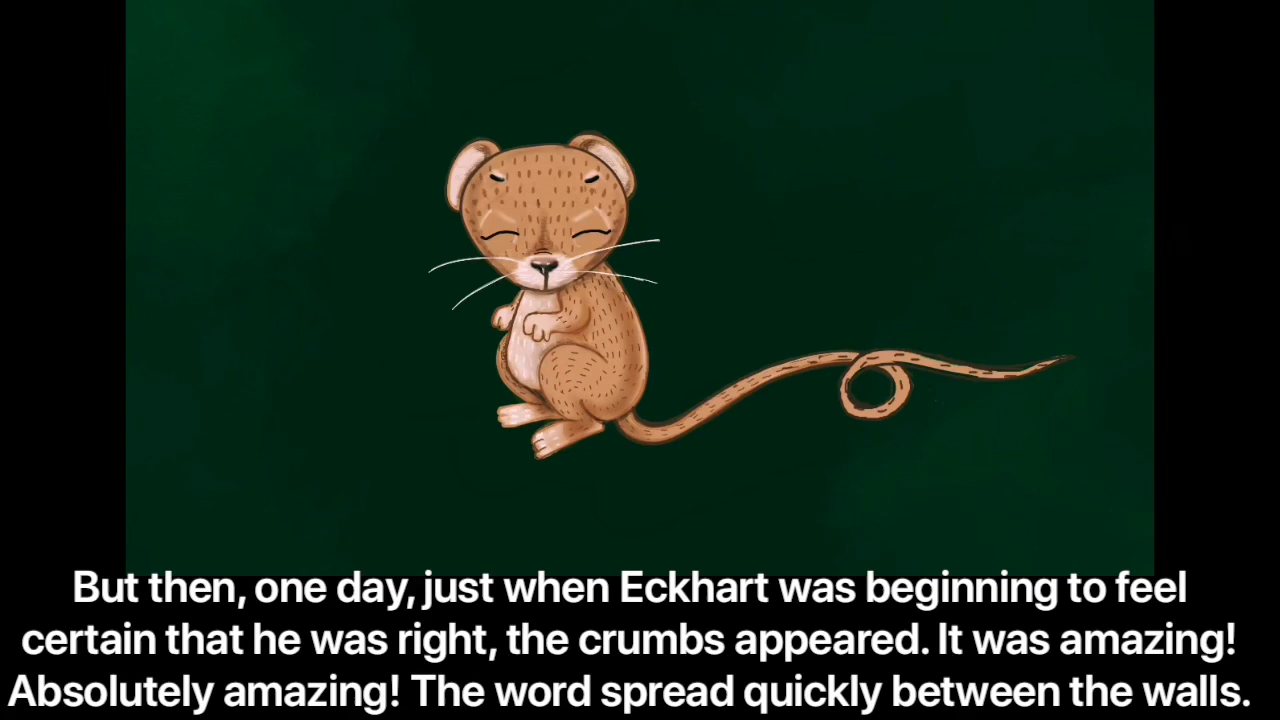 But then, one day, just when Eckhart was beginning to feel
certain that he was right, the crumbs appeared. It was amazing!
Absolutely amazing! The word spread quickly between the walls.